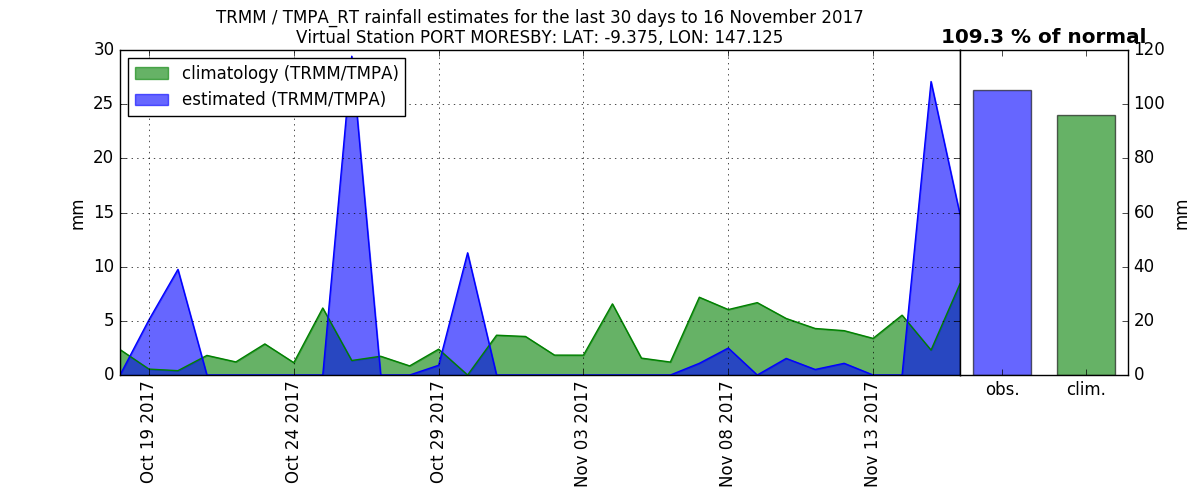 TRMM / TMPA_RT rainfall estimates for the last 30 days to 16 November 2017
Virtual Station PORT MORESBY: LAT: -9.375, LON: 147.125
109.3 % of normal
climatology (TRMM/TMPA)
estimated (TRMM/TMPA)
30
25
20
15
10
5
0
mm
120
100
80
60
40
20
0
mm
Oct 19 2017
Oct 24 2017
Oct 29 2017
Nov 03 2017
Nov 08 2017
Nov 13 2017
obs.
clim.